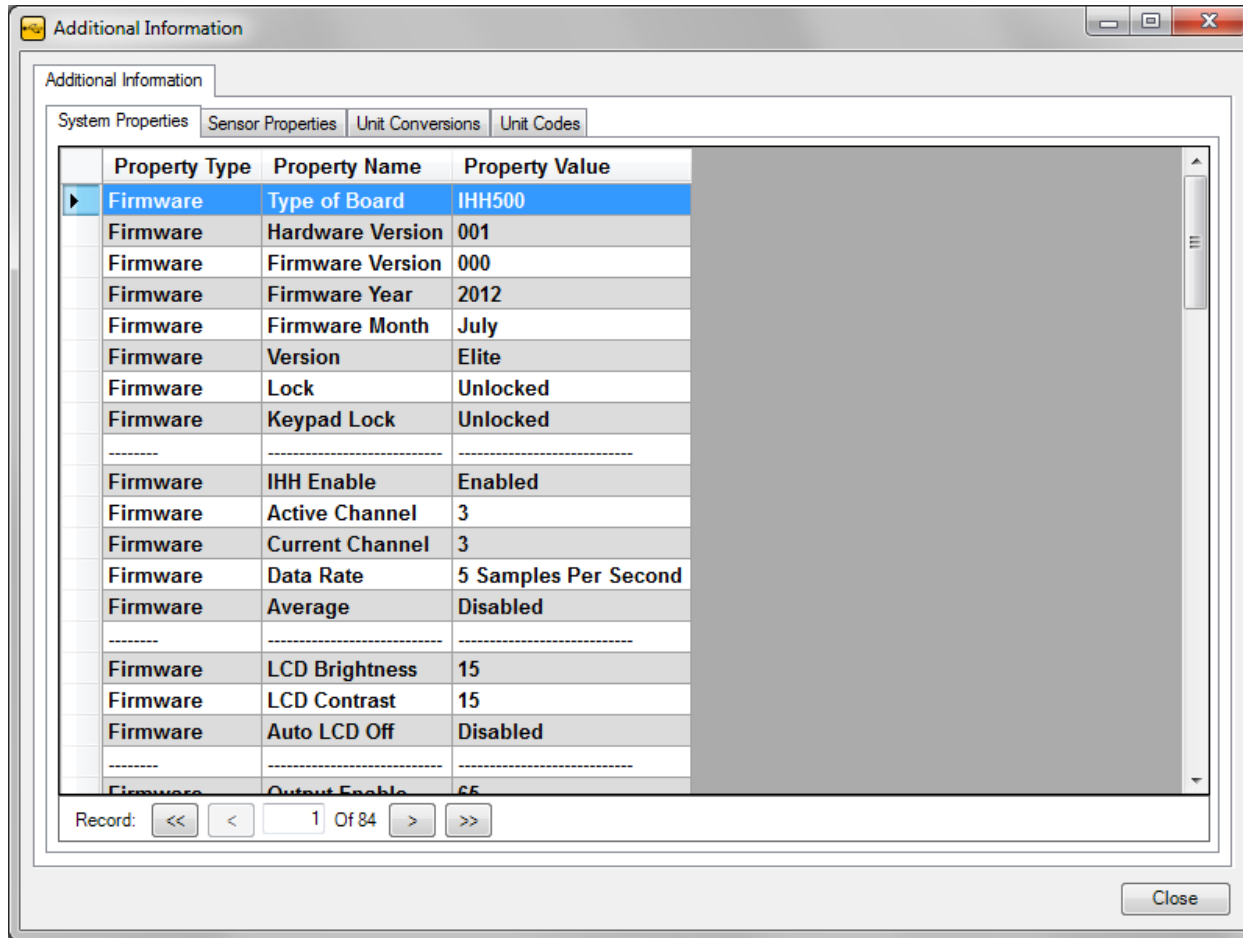 Additional Information
Additional Information
System Properties Sensor Properties Unit Conversions Unit Codes
Property Type Property Name Property Value
Firmware Type of Board IHH500
Firmware Hardware Version 001
Firmware Firmware Version 000
Firmware Firmware Year 2012
Firmware Firmware Month July
Firmware Version Elite
Firmware Lock Unlocked
Firmware Keypad Lock Unlocked
-------- --------------------------- ---------------------------
Firmware IHH Enable Enabled
Firmware Active Channel 3
Firmware Current Channel 3
Firmware Data Rate 5 Samples Per Second
Firmware Average Disabled
-------- --------------------------- ---------------------------
Firmware LCD Brightness 15
Firmware LCD Contrast 15
Firmware Auto LCD Off Disabled
-------- --------------------------- ---------------------------
Firmware Output Enable 65
Record: << < 1 Of 84 > >>
Close